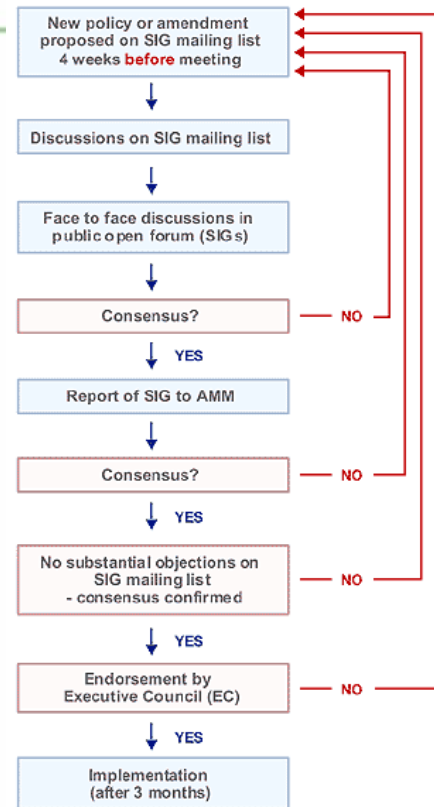 New policy or amendment
proposed on SIG mailing list
4 weeks before meeting
Discussions on SIG mailing list
Face to face discussions in
public open forum (SIGs)
Consensus?
NO
YES
Report of SIG to AMM
Consensus?
NO
YES
No substantial objections on
SIG mailing list
- consensus confirmed
NO
YES
Endorsement by
Executive Council (EC)
NO
YES
Implementation
(after 3 months)